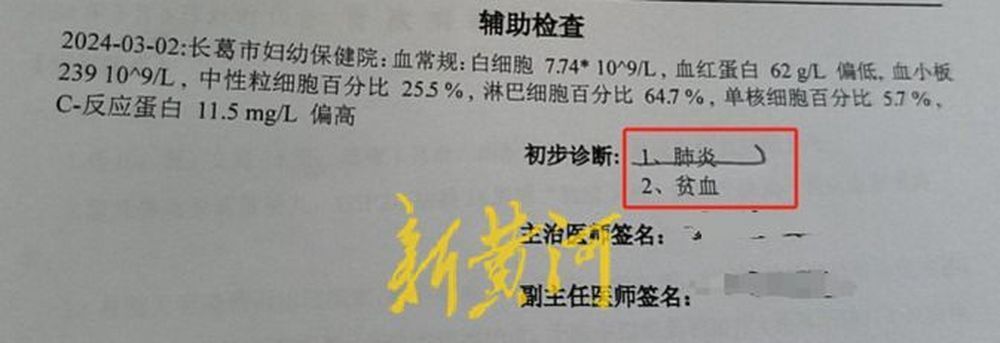 辅助检查
2024-03-02:长葛市妇幼保健院:血常规:白细胞 7.74* 10^9/L, 血红蛋白 62 g/L 偏低, 血小板
239 10^9/L, 中性粒细胞百分比 25.5 %, 淋巴细胞百分比 64.7 %, 单核细胞百分比 5.7 %,
C-反应蛋白 11.5 mg/L 偏高
初步诊断: 1、肺炎
2、贫血
新黄河
主治医师签名:
副主任医师签名: